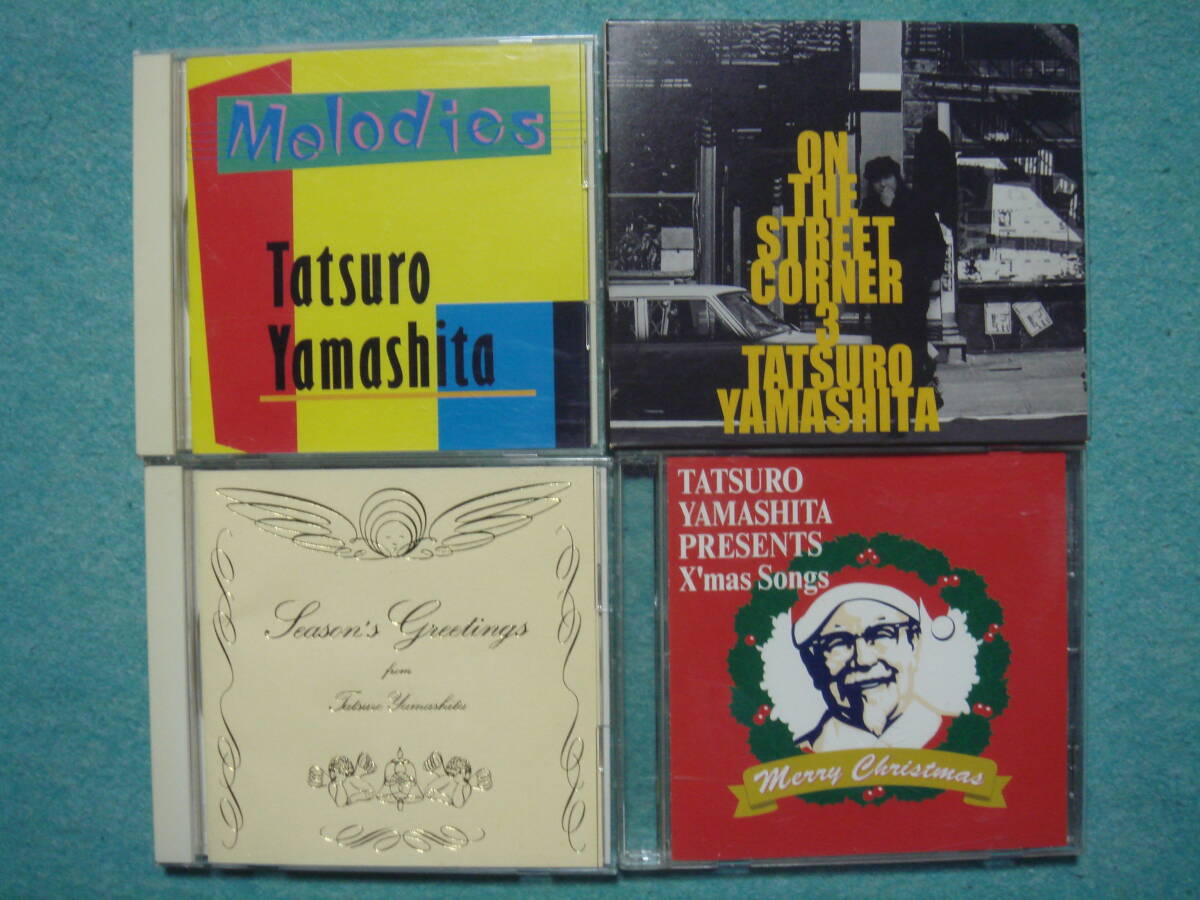 Melodies
Tatsuro
Yamashita
ON
THE
STREET
CORNER
3
TATSURO
YAMASHITA
Season's Greetings
from
Tatsuro Yamashita
TATSURO
YAMASHITA
PRESENTS
X'mas Songs
Merry Christmas